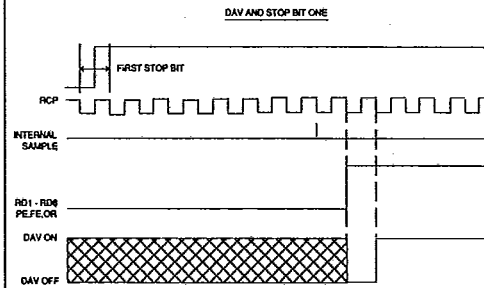 DAV AND STOP BIT ONE
FIRST STOP BIT
RCP
INTERNAL
SAMPLE
RD1 - RD8
PE,FE,OR
DAV ON
DAV OFF